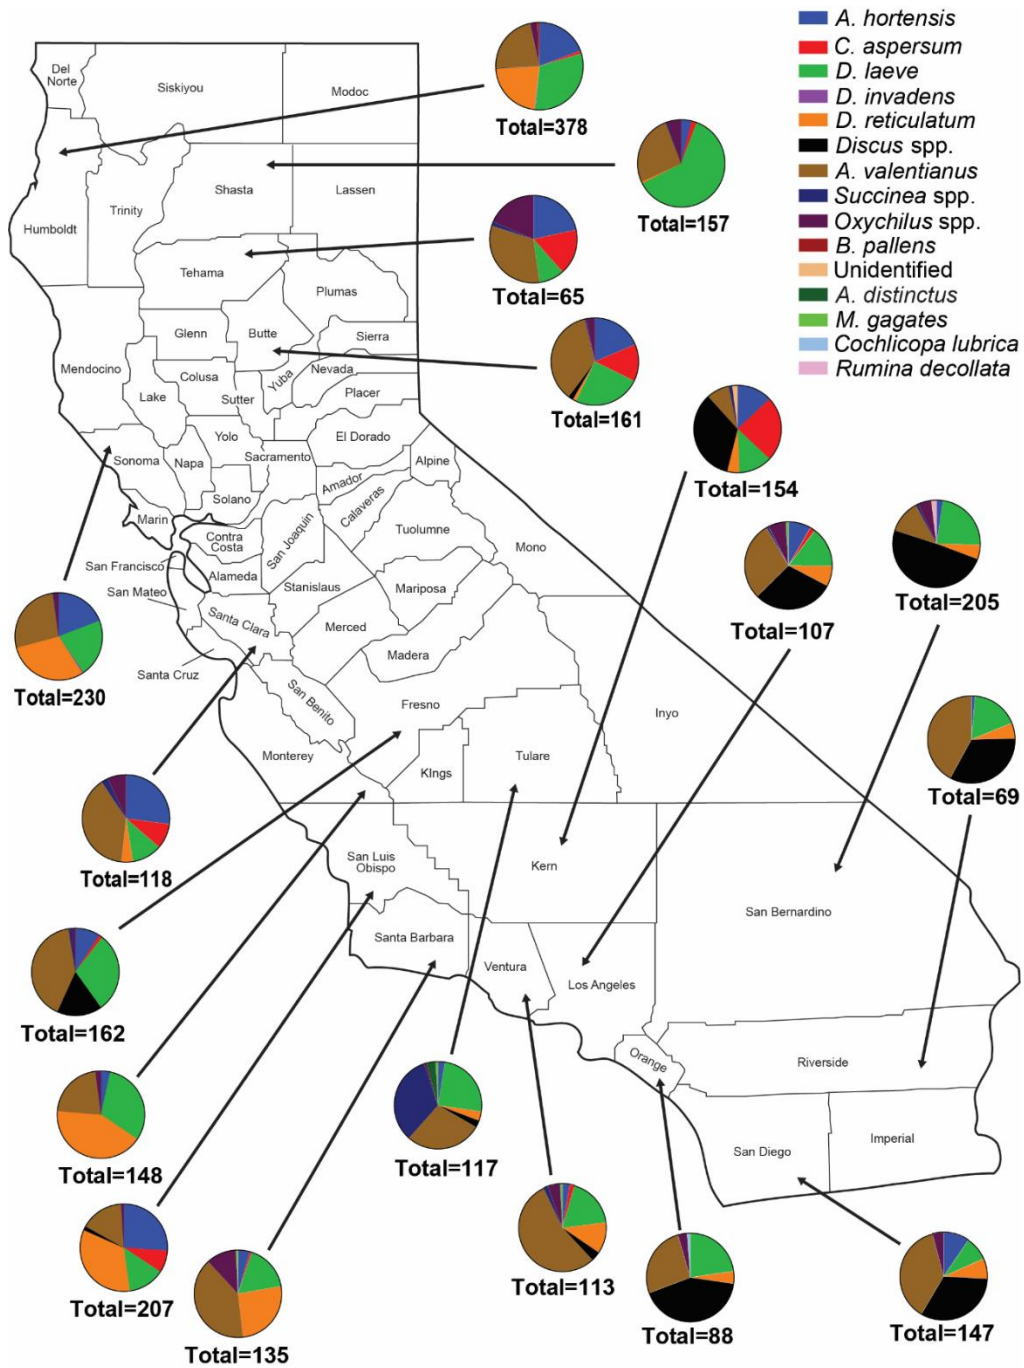 A. hortensis
C. aspersum
D. laeve
D. invadens
D. reticulatum
Discus spp.
A. valentianus
Succinea spp.
Oxychilus spp.
B. pallens
Unidentified
A. distinctus
M. gagates
Cochlicopa lubrica
Rumina decollata
Del
Norte
Siskiyou
Modoc
Total=378
Shasta
Lassen
Total=157
Trinity
Humboldt
Tehama
Total=65
Plumas
Glenn
Butte
Sierra
Mendocino
Colusa
Yuba
Nevada
Lake
Sutter
Placer
Total=161
Yolo
El Dorado
Sonoma
Napa
Sacramento
Alpine
Solano
Amador
Calaveras
Total=154
Marin
Contra
Costa
San Joaquin
Tuolumne
Mono
San Francisco
Alameda
Stanislaus
Mariposa
San Mateo
Santa Clara
Merced
Total=107
Total=205
Madera
Santa Cruz
Total=230
San Benito
Fresno
Inyo
Monterey
KIngs
Tulare
Total=69
San Luis
Obispo
Kern
Total=118
San Bernardino
Santa Barbara
Ventura
Los Angeles
Total=162
Orange
Riverside
Total=148
Total=117
San Diego
Imperial
Total=113
Total=207
Total=135
Total=88
Total=147